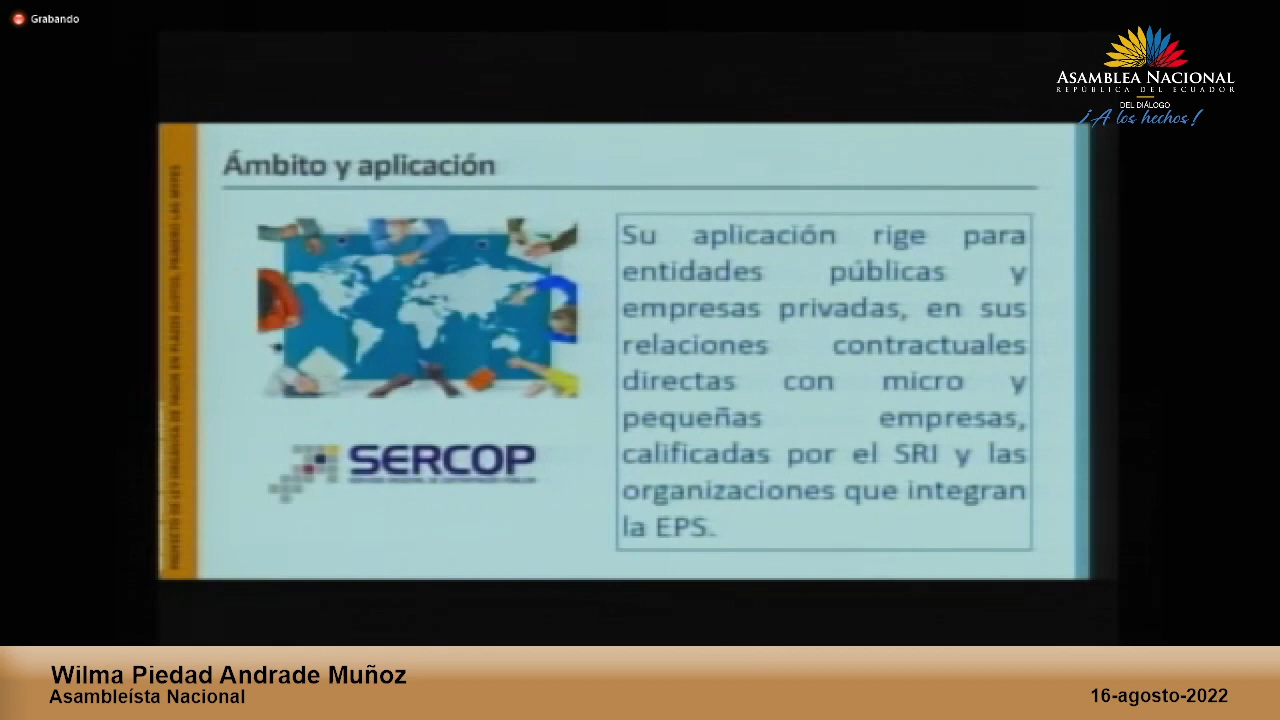 Grabando
ASAMBLEA NACIONAL
REPÚBLICA DEL ECUADOR
DEL DIÁLOGO
¡A los hechos!
Ámbito y aplicación
Su aplicación rige para
entidades públicas y
empresas privadas, en sus
relaciones contractuales
directas con micro y
pequeñas empresas,
calificadas por el SRI y las
organizaciones que integran
la EPS.
SERCOP
Wilma Piedad Andrade Muñoz
Asambleísta Nacional
16-agosto-2022